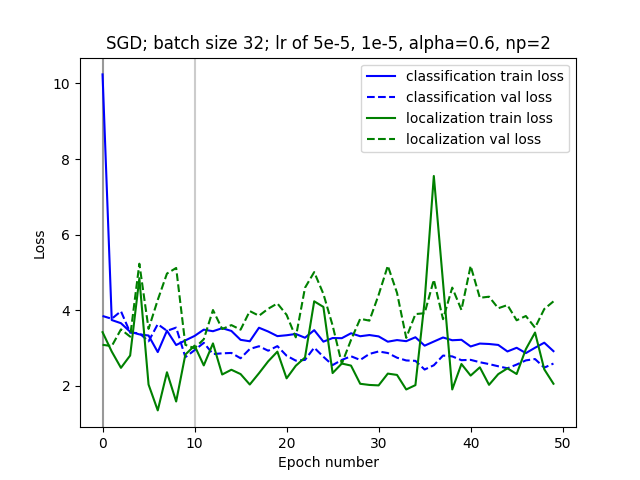 SGD; batch size 32; lr of 5e-5, 1e-5, alpha=0.6, np=2
classification train loss
classification val loss
localization train loss
localization val loss
10
8
6
4
2
Loss
0 10 20 30 40 50
Epoch number